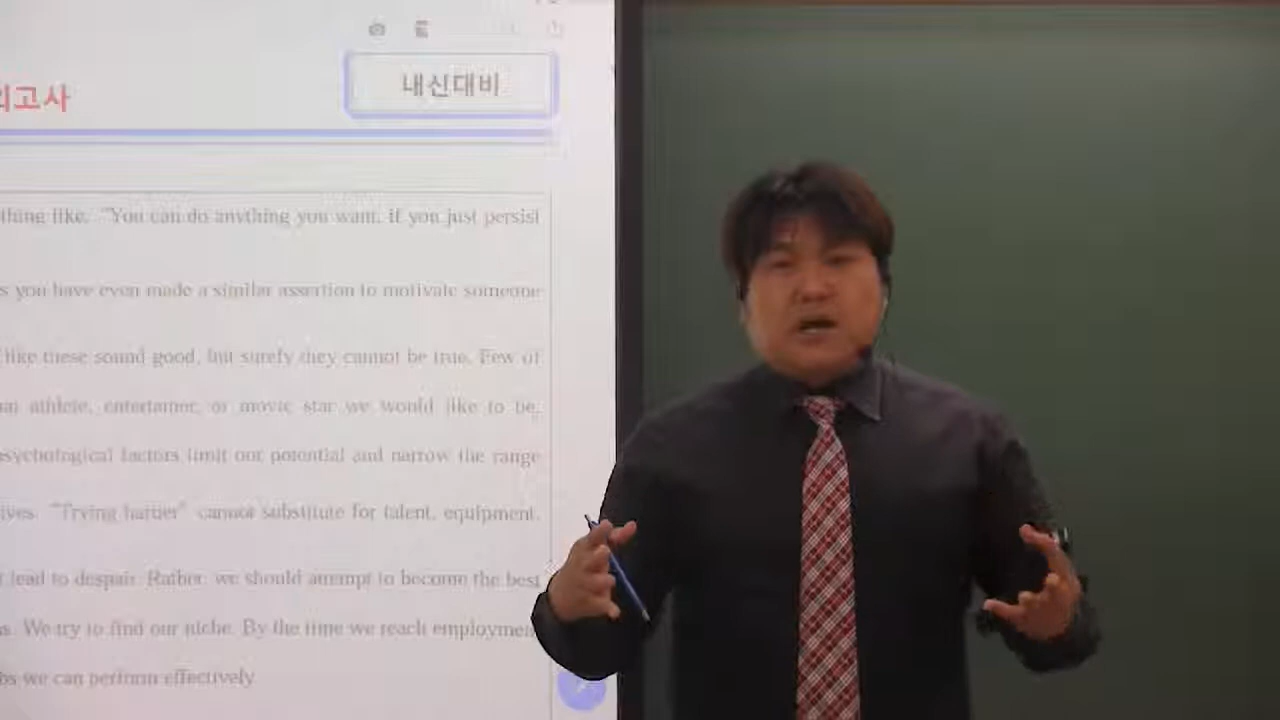 내신대비
의고사
thing like, "You can do anything you want, if you just persist
s you have even made a similar assertion to motivate someone
like these sound good, but surely they cannot be true. Few of
nal athlete, entertainer, or movie star we would like to be.
psychological factors limit our potential and narrow the range
ives. "Trying harder" cannot substitute for talent, equipment,
t lead to despair. Rather, we should attempt to become the best
s. We try to find our niche. By the time we reach employment
bs we can perform effectively